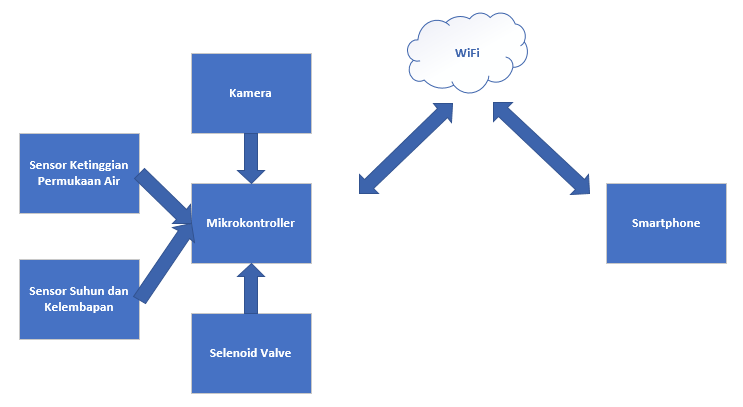 WiFi
Kamera
Sensor Ketinggian
Permukaan Air
Mikrokontroller
Smartphone
Sensor Suhun dan
Kelembapan
Selenoid Valve